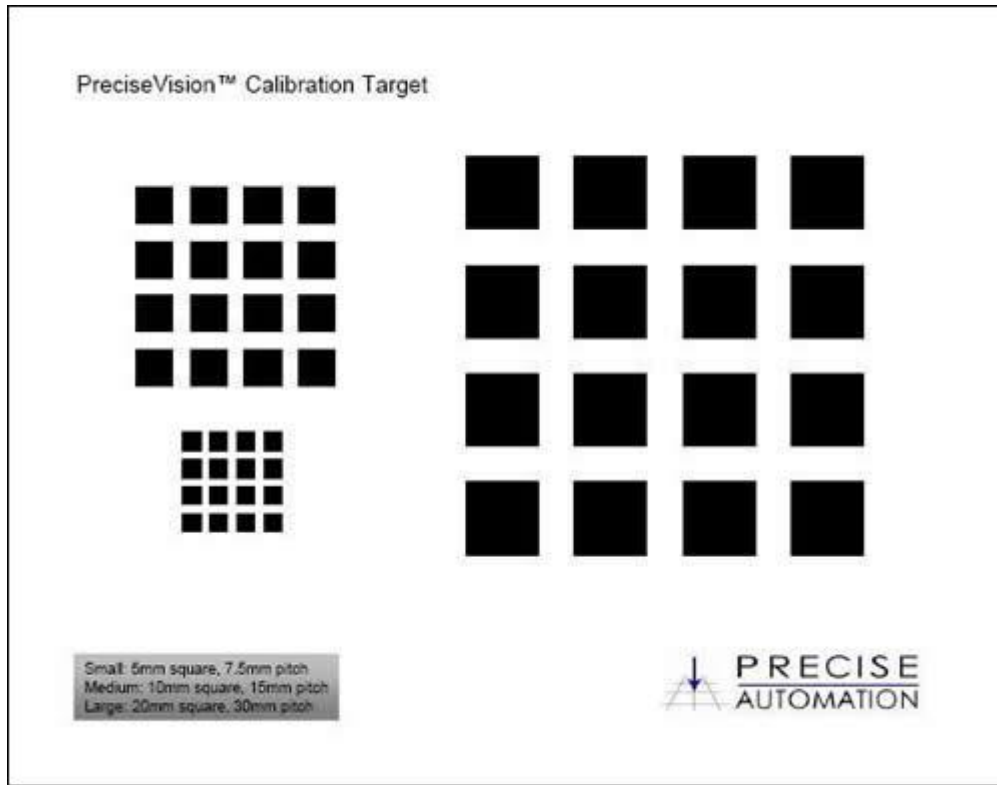 PreciseVision™ Calibration Target
Small: 5mm square, 7.5mm pitch
Medium: 10mm square, 15mm pitch
Large: 20mm square, 30mm pitch
PRECISE
AUTOMATION